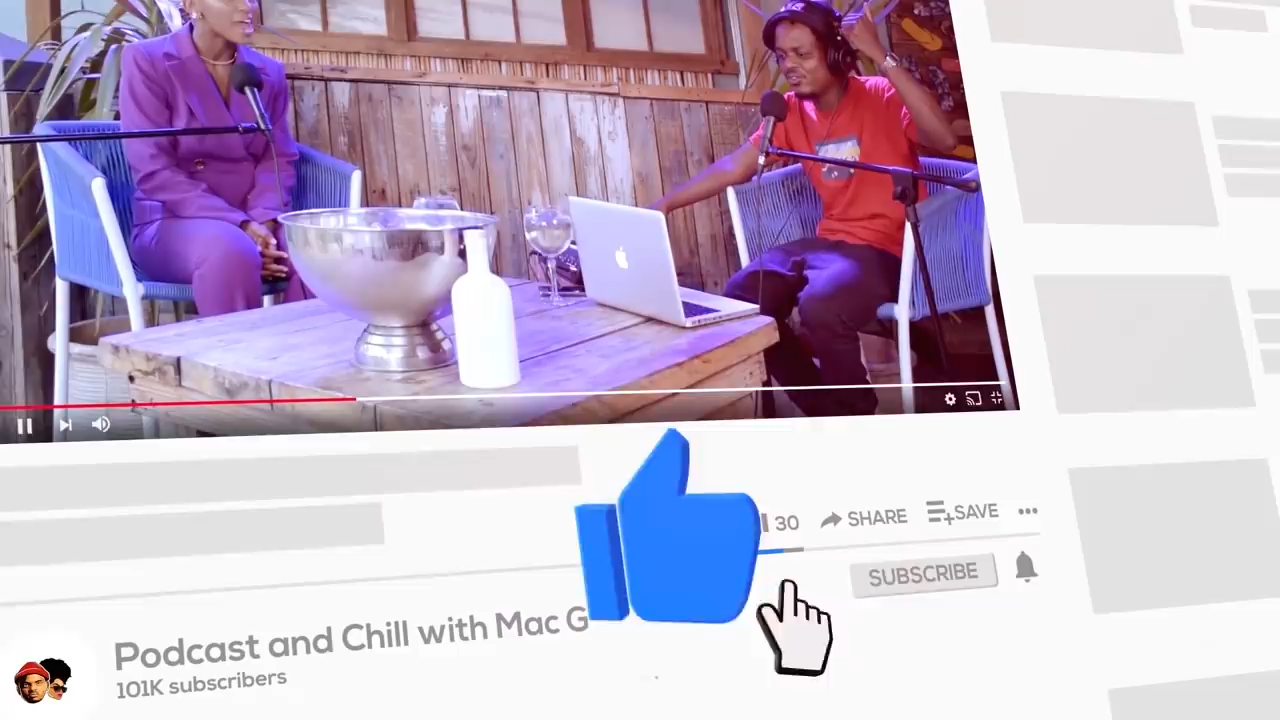 30
SHARE
SAVE
SUBSCRIBE
Podcast and Chill with Mac G
101K subscribers